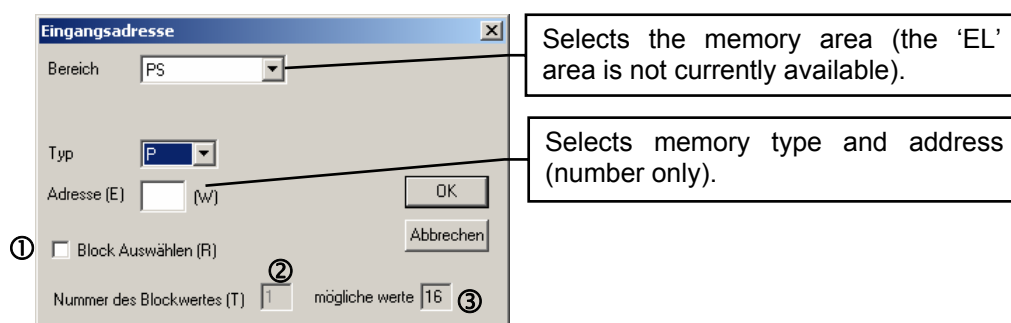 Eingangsadresse
Bereich PS
Selects the memory area (the ‘EL’
area is not currently available).
Typ P
Selects memory type and address
(number only).
Adresse (E) (W) OK
Abbrechen
① Block Auswählen (R)
②
Nummer des Blockwertes (T) 1 mögliche werte 16 ③